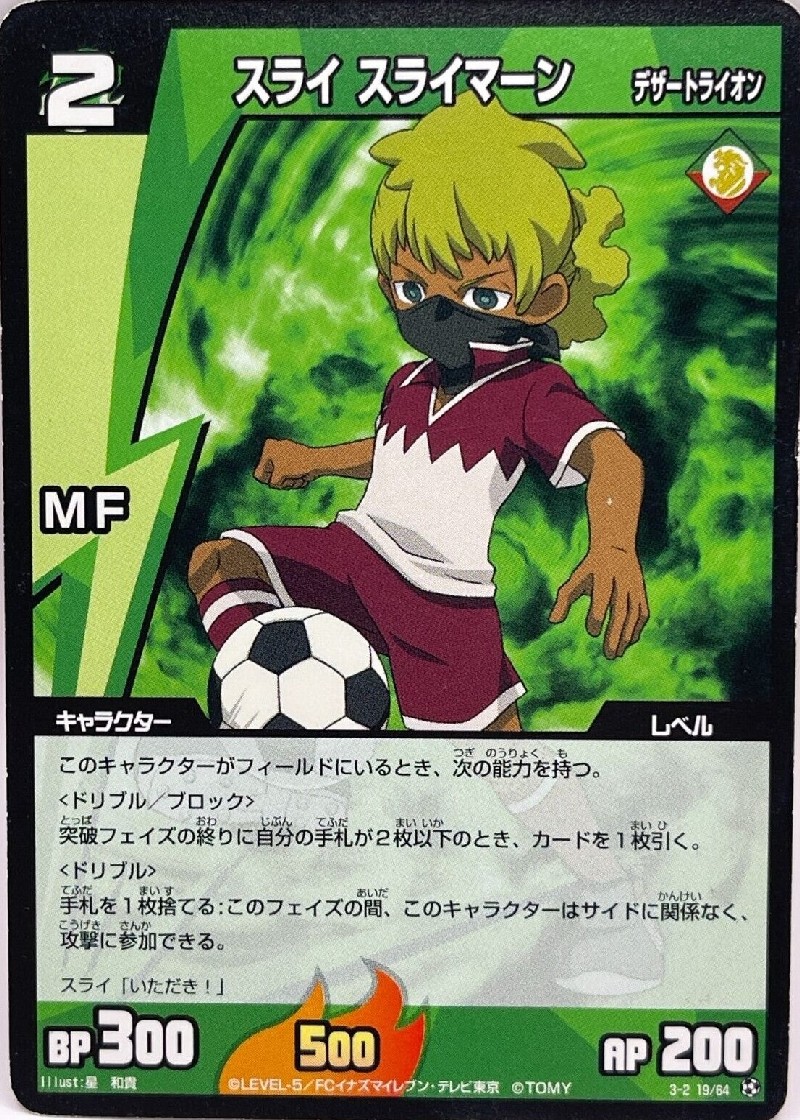 2
スライ スライマーン
デザートライオン
MF
キャラクター
レベル
このキャラクターがフィールドにいるとき、次の能力を持つ。
<ドリブル/ブロック>
突破フェイズの終りに自分の手札が2枚以下のとき、カードを1枚引く。
<ドリブル>
手札を1枚捨てる:このフェイズの間、このキャラクターはサイドに関係なく、
攻撃に参加できる。
スライ「いただき!」
BP 300
500
AP 200
Illust:星 和貴
©LEVEL-5/FCイナズマイレブン・テレビ東京 ©TOMY
3-2 19/64